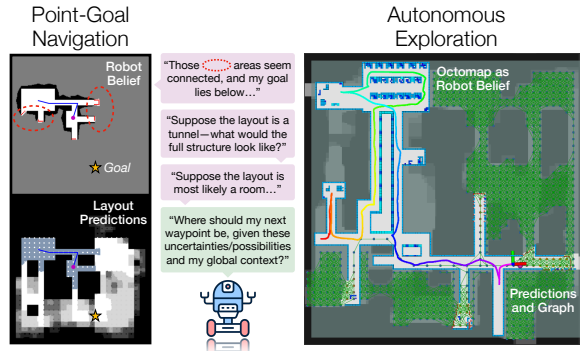 Point-Goal
Navigation
Autonomous
Exploration
Robot
Belief
Goal
Layout
Predictions
“Those areas seem
connected, and my goal
lies below…”
“Suppose the layout is a
tunnel—what would the
full structure look like?”
“Suppose the layout is
most likely a room…”
“Where should my next
waypoint be, given these
uncertainties/possibilities
and my global context?”
Octomap as
Robot Belief
Predictions
and Graph